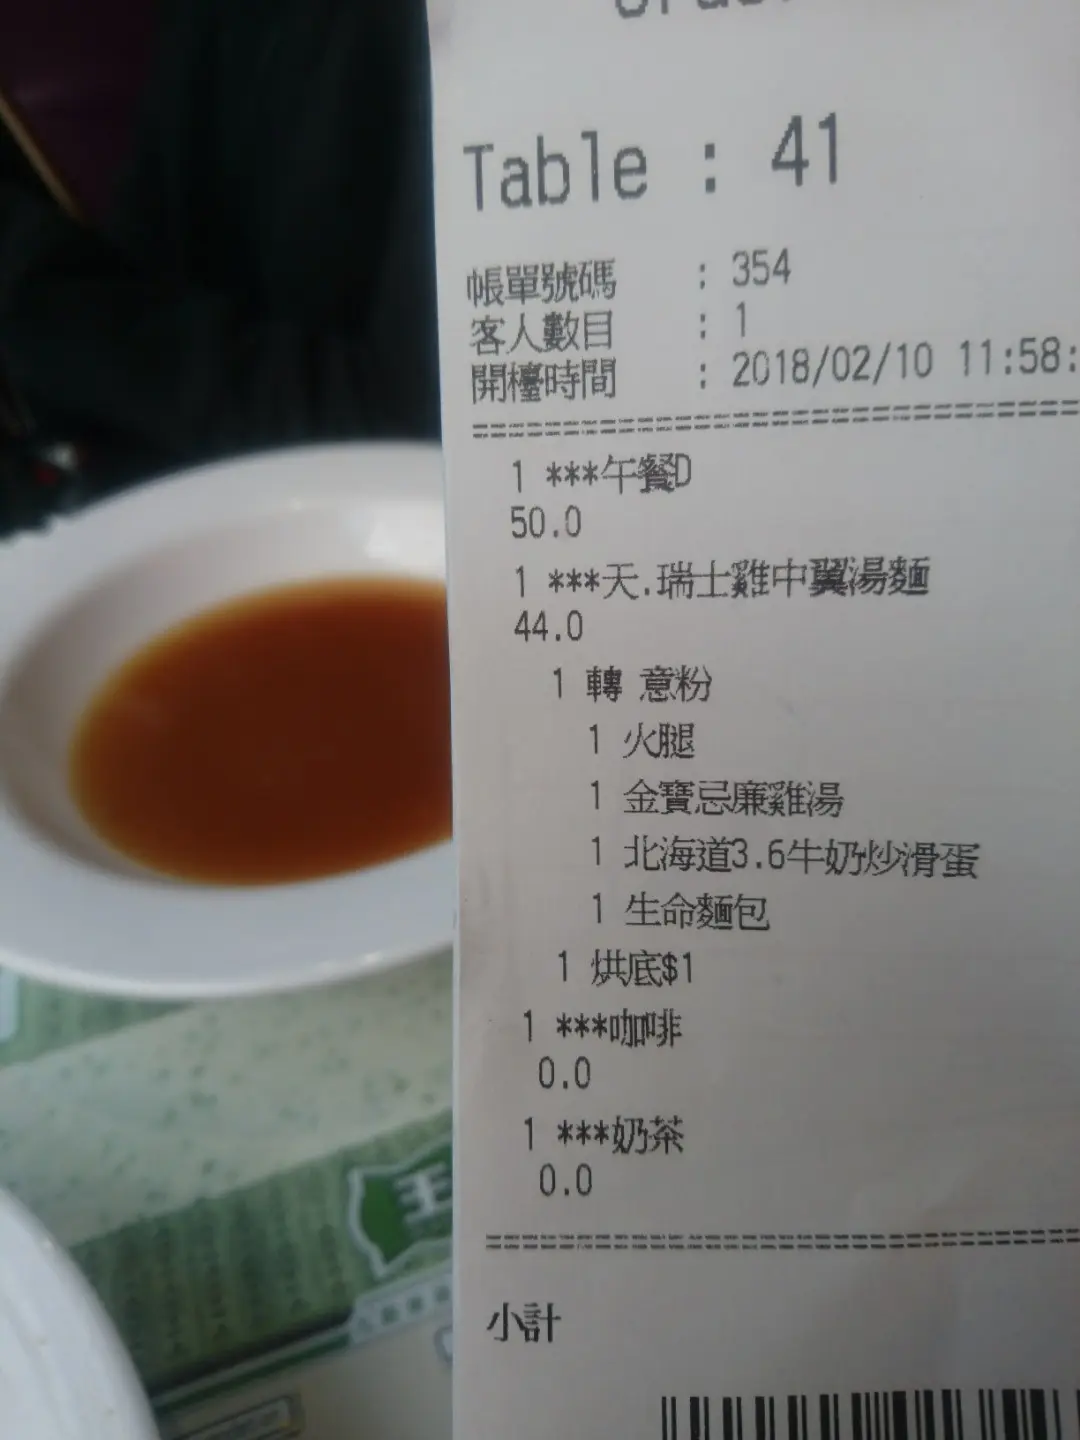 Table : 41
帳單號碼 : 354
客人數目 : 1
開檯時間 : 2018/02/10 11:58:
1 ***午餐D
50.0
1 ***天.瑞士雞中翼湯麵
44.0
1 轉 意粉
1 火腿
1 金寶忌廉雞湯
1 北海道3.6牛奶炒滑蛋
1 生命麵包
1 烘底$1
1 ***咖啡
0.0
1 ***奶茶
0.0
王
小計